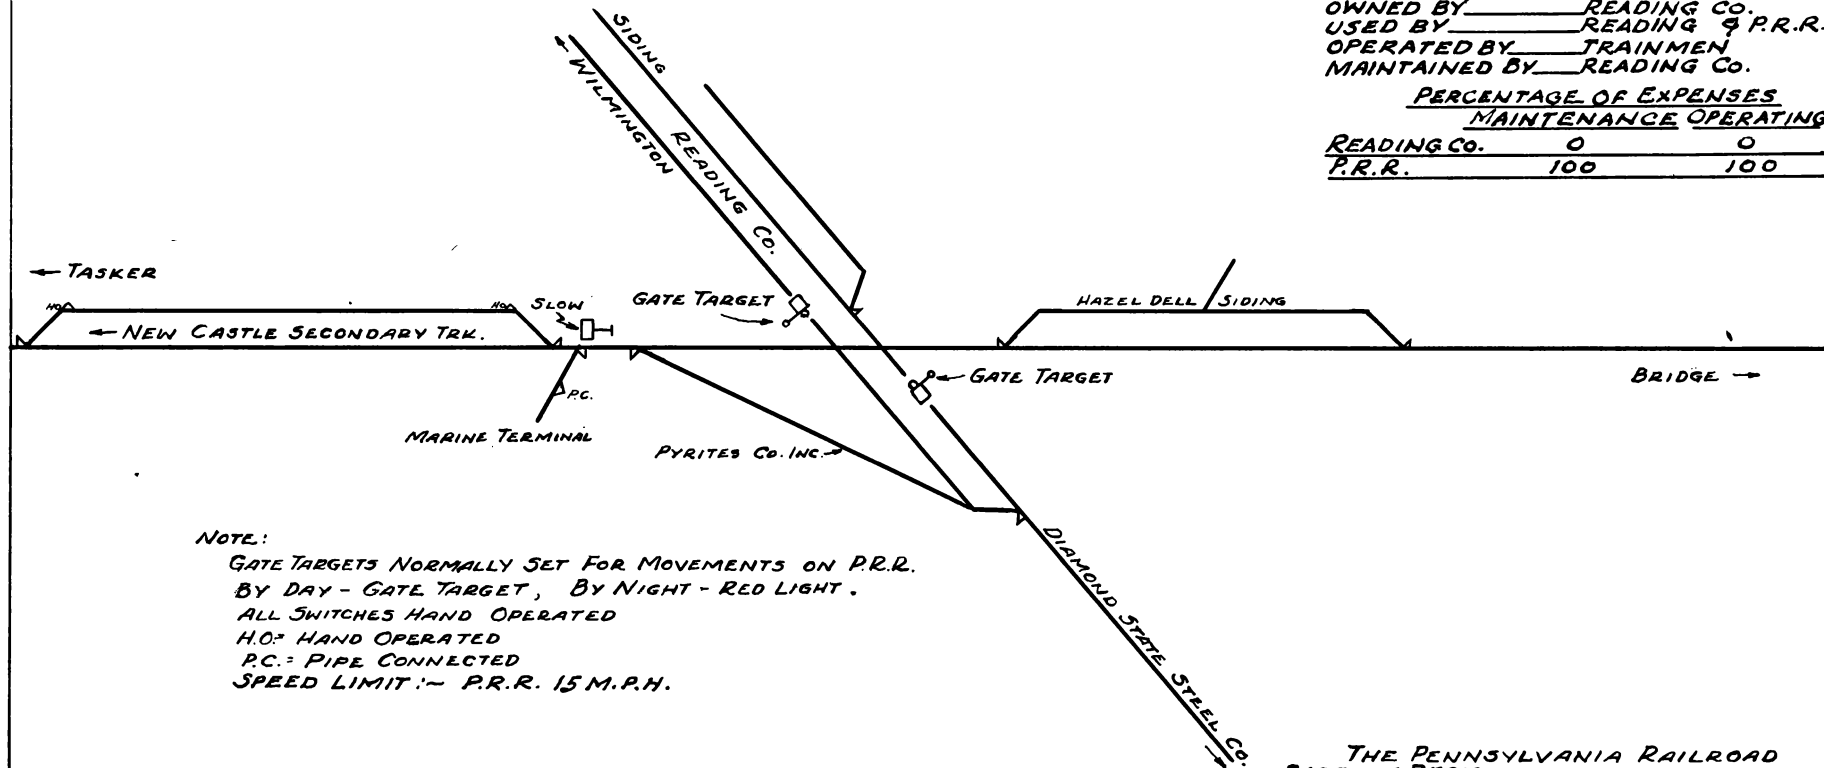 OWNED BY READING CO.
USED BY READING & P.R.R.
OPERATED BY TRAINMEN
MAINTAINED BY READING CO.
PERCENTAGE OF EXPENSES
MAINTENANCE OPERATING
READING CO. 0 0
P.R.R. 100 100
SIDING
WILMINGTON
READING CO.
← TASKER
H.O.
H.O.
SLOW
GATE TARGET
HAZEL DELL SIDING
← NEW CASTLE SECONDARY TRK.
GATE TARGET
BRIDGE →
P.C.
MARINE TERMINAL
PYRITES CO. INC.
DIAMOND STATE STEEL CO.
NOTE:
GATE TARGETS NORMALLY SET FOR MOVEMENTS ON P.R.R.
BY DAY - GATE TARGET, BY NIGHT - RED LIGHT.
ALL SWITCHES HAND OPERATED
H.O.= HAND OPERATED
P.C.= PIPE CONNECTED
SPEED LIMIT:~ P.R.R. 15 M.P.H.
THE PENNSYLVANIA RAILROAD